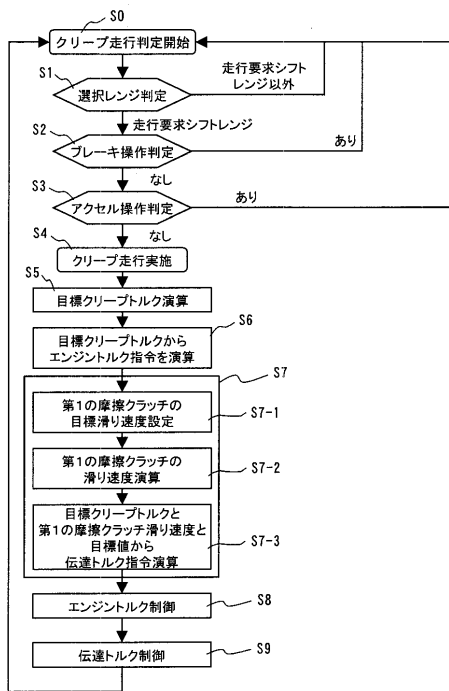 S0
クリープ走行判定開始
S1
選択レンジ判定
走行要求シフト
レンジ以外
走行要求シフトレンジ
S2
ブレーキ操作判定
あり
なし
S3
アクセル操作判定
あり
なし
S4
クリープ走行実施
S5
目標クリープトルク演算
S6
目標クリープトルクから
エンジントルク指令を演算
S7
第1の摩擦クラッチの
目標滑り速度設定
S7-1
第1の摩擦クラッチの
滑り速度演算
S7-2
目標クリープトルクと
第1の摩擦クラッチ滑り速度と
目標値から
伝達トルク指令演算
S7-3
エンジントルク制御
S8
伝達トルク制御
S9